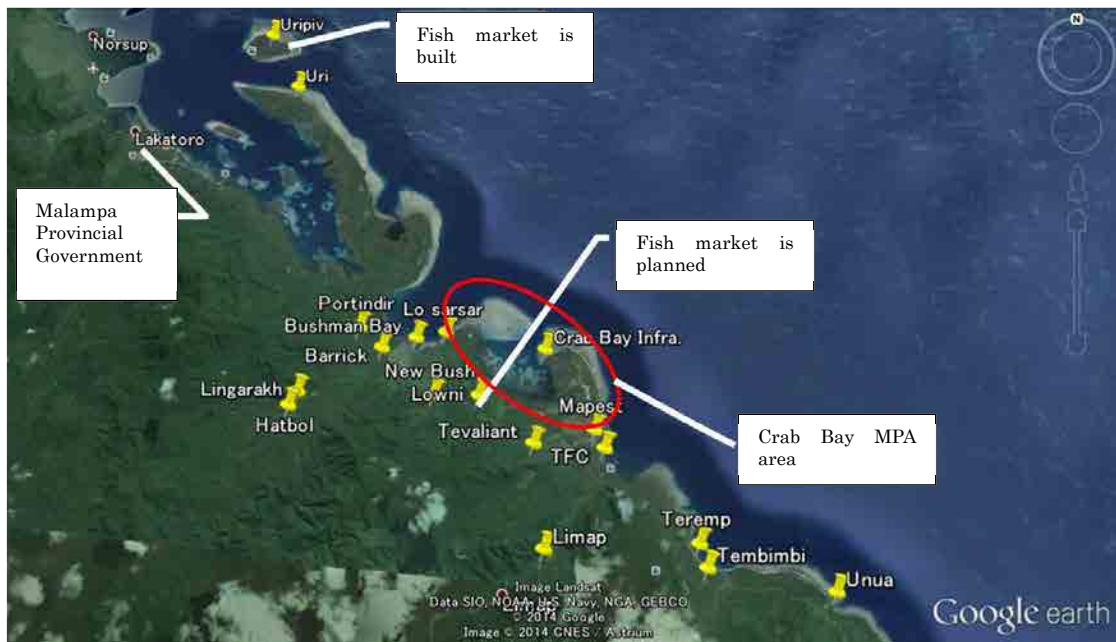 N
Uripiv
Fish market is
built
Norsup
Uri
Lakatoro
Malampa
Provincial
Government
Fish market is
planned
Portindir
Lo sarsar
Bushman Bay
Crab Bay Infra.
Barrick
New Bush
Lingarakh
Lowni
Mapest
Hatbol
Tevaliant
TFC
Crab Bay MPA
area
Teremp
Limap
Tembimbi
Unua
Image Landsat
Data SIO, NOAA, U.S. Navy, NGA, GEBCO
Limap
© 2014 Google
Image © 2014 CNES / Astrium
Google earth